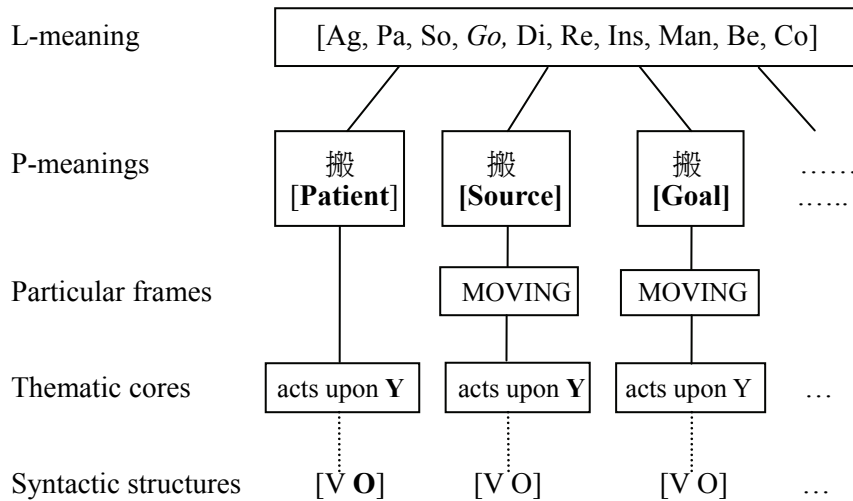 L-meaning [Ag, Pa, So, Go, Di, Re, Ins, Man, Be, Co]
P-meanings 搬 搬 搬 ……
[Patient] [Source] [Goal] …...
Particular frames MOVING MOVING
Thematic cores acts upon Y acts upon Y acts upon Y …
Syntactic structures [V O] [V O] [V O] …